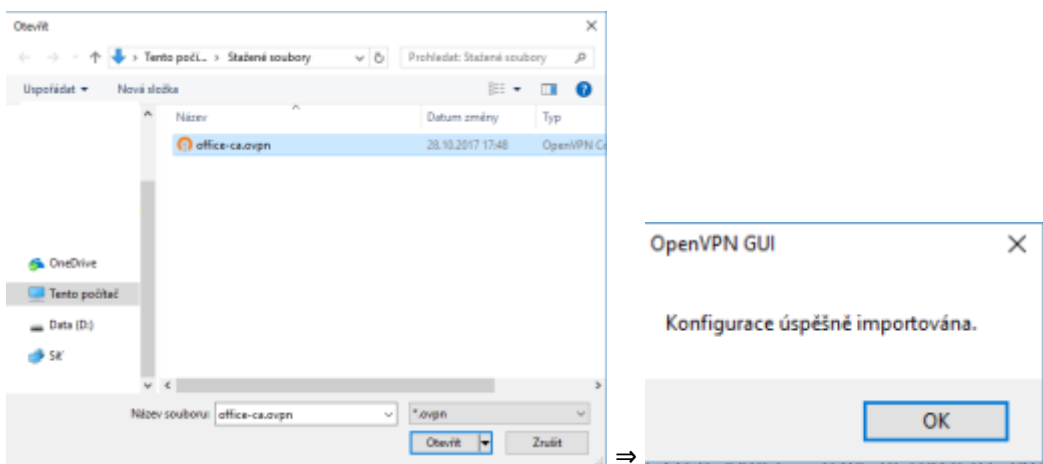 Otevřít
Tento počí... › Stažené soubory
Prohledat: Stažené soubory
Uspořádat
Nová složka
Název
Datum změny
Typ
office-ca.ovpn
28.10.2017 17:48
OpenVPN Co
OneDrive
Tento počítač
Data (D:)
Síť
Název souboru: office-ca.ovpn
*.ovpn
Otevřít
Zrušit
⇒
OpenVPN GUI
Konfigurace úspěšně importována.
OK